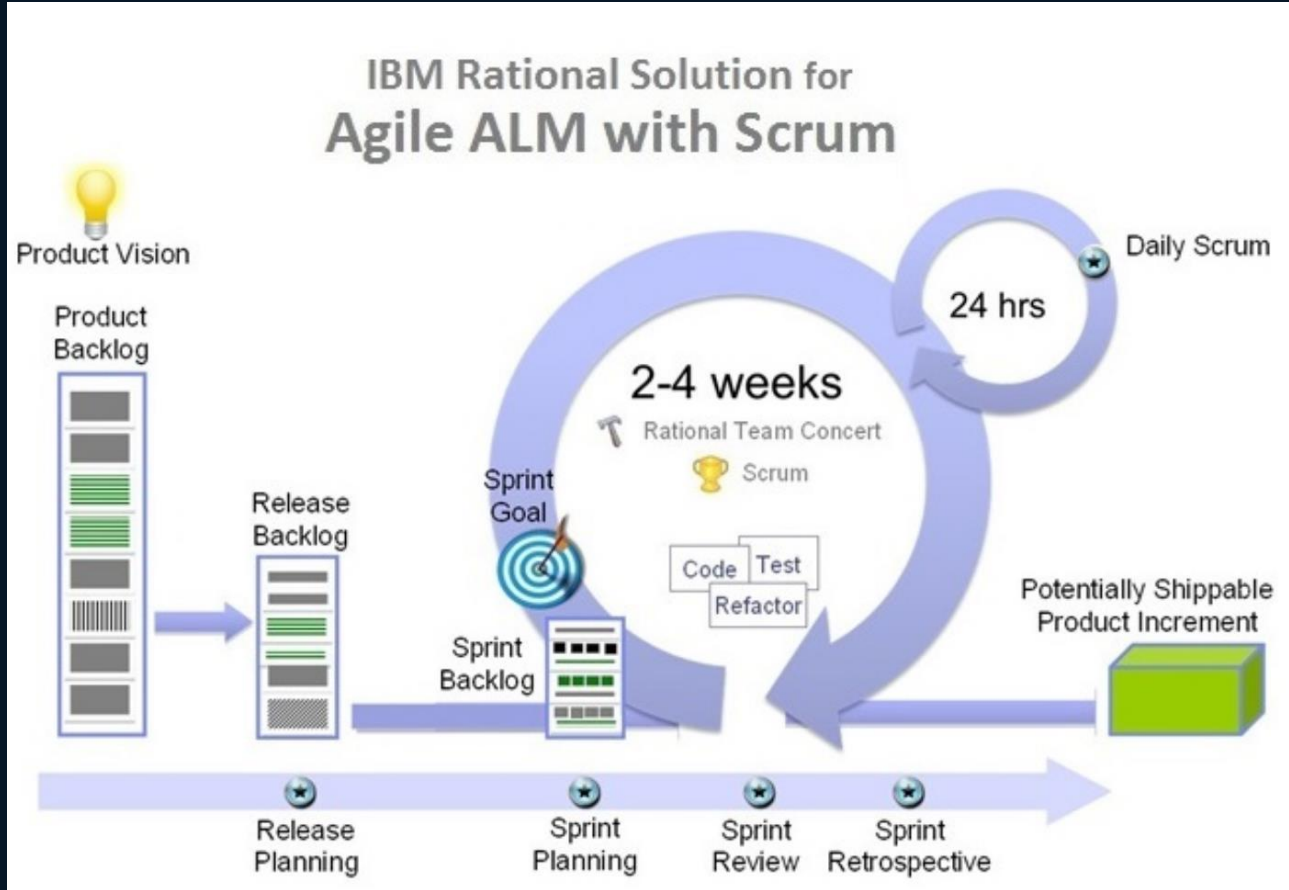 IBM Rational Solution for
Agile ALM with Scrum
Product Vision
Product
Backlog
Release
Backlog
Sprint
Goal
Sprint
Backlog
2-4 weeks
Rational Team Concert
Scrum
Code
Test
Refactor
24 hrs
Daily Scrum
Potentially Shippable
Product Increment
Release
Planning
Sprint
Planning
Sprint
Review
Sprint
Retrospective